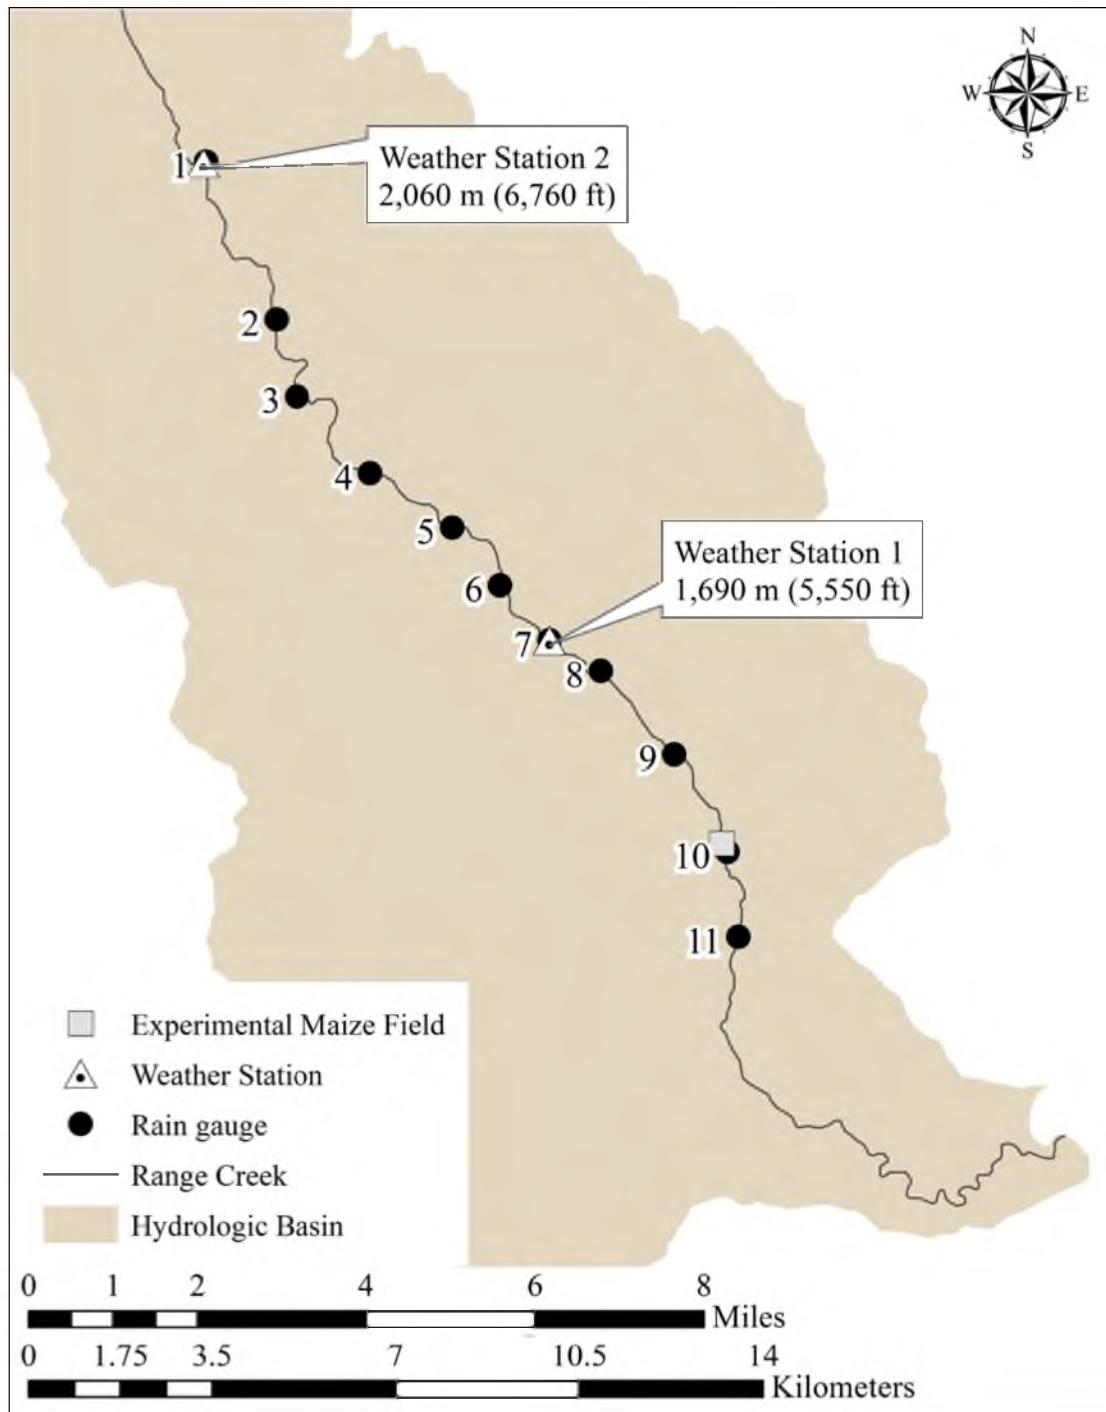 N
W E
S
Weather Station 2
2,060 m (6,760 ft)
1
2
3
4
5
Weather Station 1
1,690 m (5,550 ft)
6
7
8
9
10
11
Experimental Maize Field
Weather Station
Rain gauge
Range Creek
Hydrologic Basin
0 1 2 4 6 8
Miles
0 1.75 3.5 7 10.5 14
Kilometers